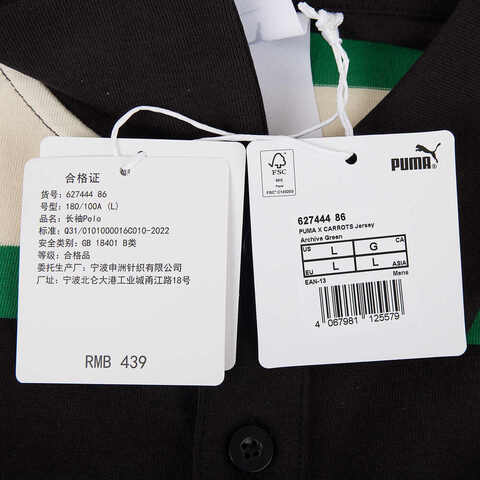 合格证
货号: 627444 86
号型: 180/100A (L)
品名: 长袖Polo
标准: Q31/0101000016C010-2022
安全类别: GB 18401 B类
等级: 合格品
委托生产厂: 宁波申洲针织有限公司
厂址: 宁波北仑大港工业城甬江路18号
RMB 439
FSC
MIX
Paper
PUMA
627444 86
PUMA X CARROTS Jersey
Archive Green
US L G CA
EU L L ASIA
EAN-13 Mens
4 067981 125579